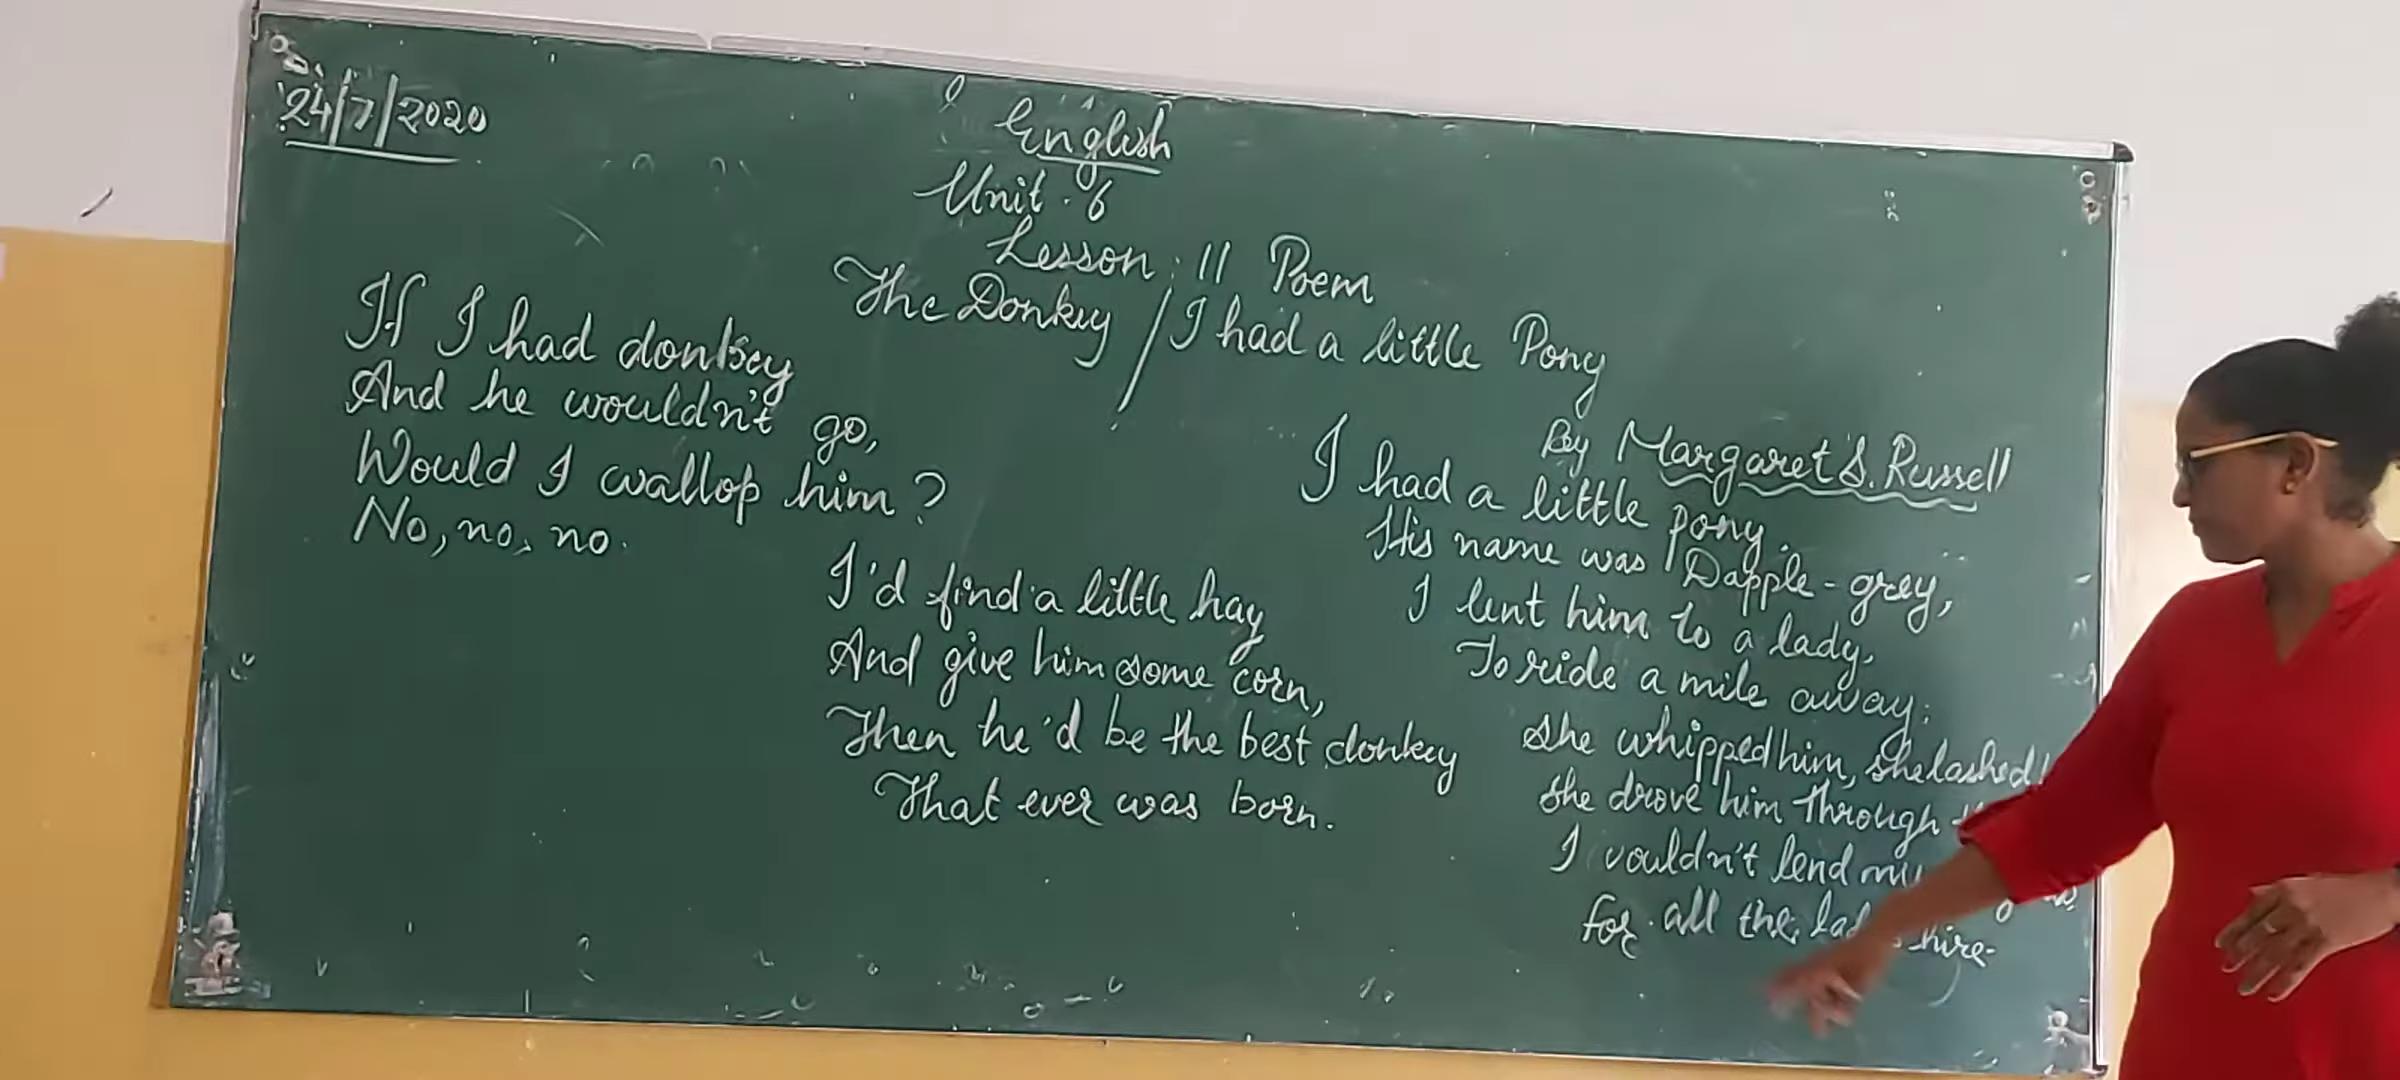 24/7/2020
English
Unit. 6
Lesson: 11 Poem
The Donkey / I had a little Pony
By Margaret S. Russell
If I had donkey
And he wouldn't go,
Would I wallop him?
No, no, no.
I'd find a little hay
And give him some corn,
Then he'd be the best donkey
That ever was born.
I had a little pony.
His name was Dapple-grey,
I lent him to a lady,
To ride a mile away;
She whipped him, she lashed
She drove him through
I vouldn't lend my
for all the hire-